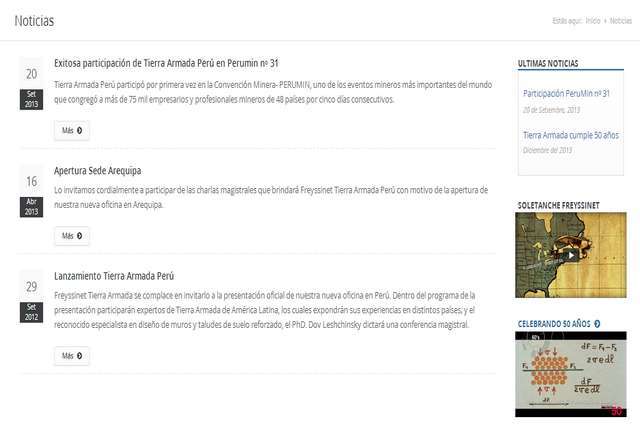 Noticias
Estás aquí: Inicio › Noticias
20
Set
2013
Exitosa participación de Tierra Armada Perú en Perumin nº 31
Tierra Armada Perú participó por primera vez en la Convención Minera- PERUMIN, uno de los eventos mineros más importantes del mundo
que congregó a más de 75 mil empresarios y profesionales mineros de 48 países por cinco días consecutivos.
Más
16
Abr
2013
Apertura Sede Arequipa
Lo invitamos cordialmente a participar de las charlas magistrales que brindará Freyssinet Tierra Armada Perú con motivo de la apertura de
nuestra nueva oficina en Arequipa.
Más
29
Set
2012
Lanzamiento Tierra Armada Perú
Freyssinet Tierra Armada se complace en invitarlo a la presentación oficial de nuestra nueva oficina en Perú. Dentro del programa de la
presentación participarán expertos de Tierra Armada de América Latina, los cuales expondrán sus experiencias en distintos países; y el
reconocido especialista en diseño de muros y taludes de suelo reforzado, el PhD. Dov Leshchinsky dictará una conferencia magistral.
Más
ULTIMAS NOTICIAS
Participación PeruMin nº 31
20 de Setiembre, 2013
Tierra Armada cumple 50 años
Diciembre del 2013
SOLETANCHE FREYSSINET
CELEBRANDO 50 AÑOS
dF = F₁ - F₂
2σedl
dF
2σedl
dF
50